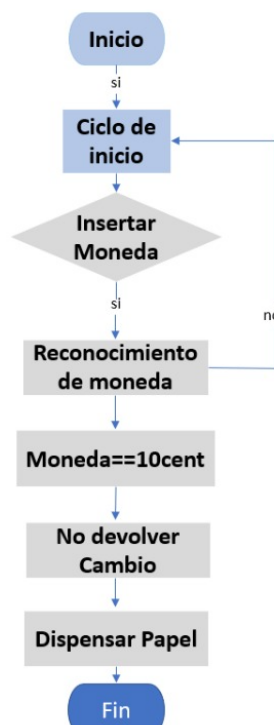 Inicio
si
Ciclo de
inicio
Insertar
Moneda
si
no
Reconocimiento
de moneda
Moneda==10cent
No devolver
Cambio
Dispensar Papel
Fin